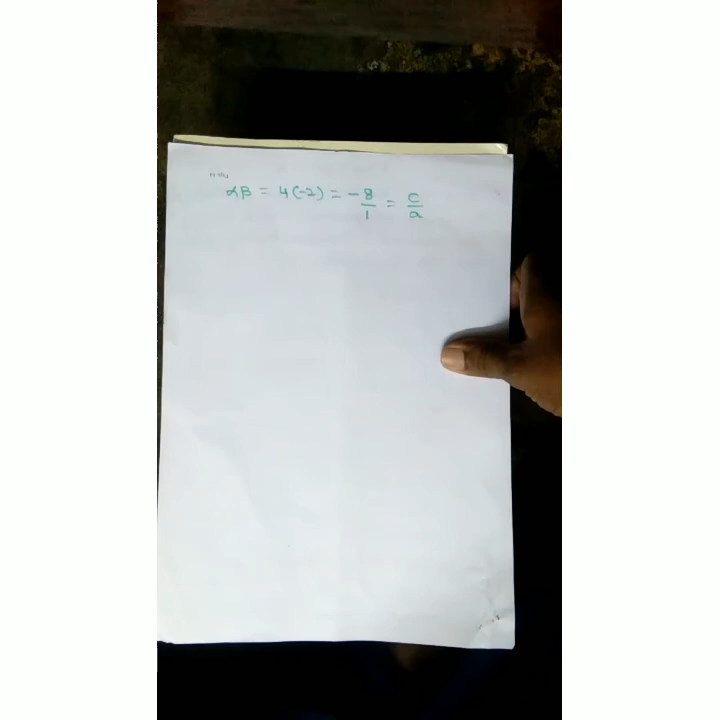 αβ = 4(-2) = -8/1 = c/a